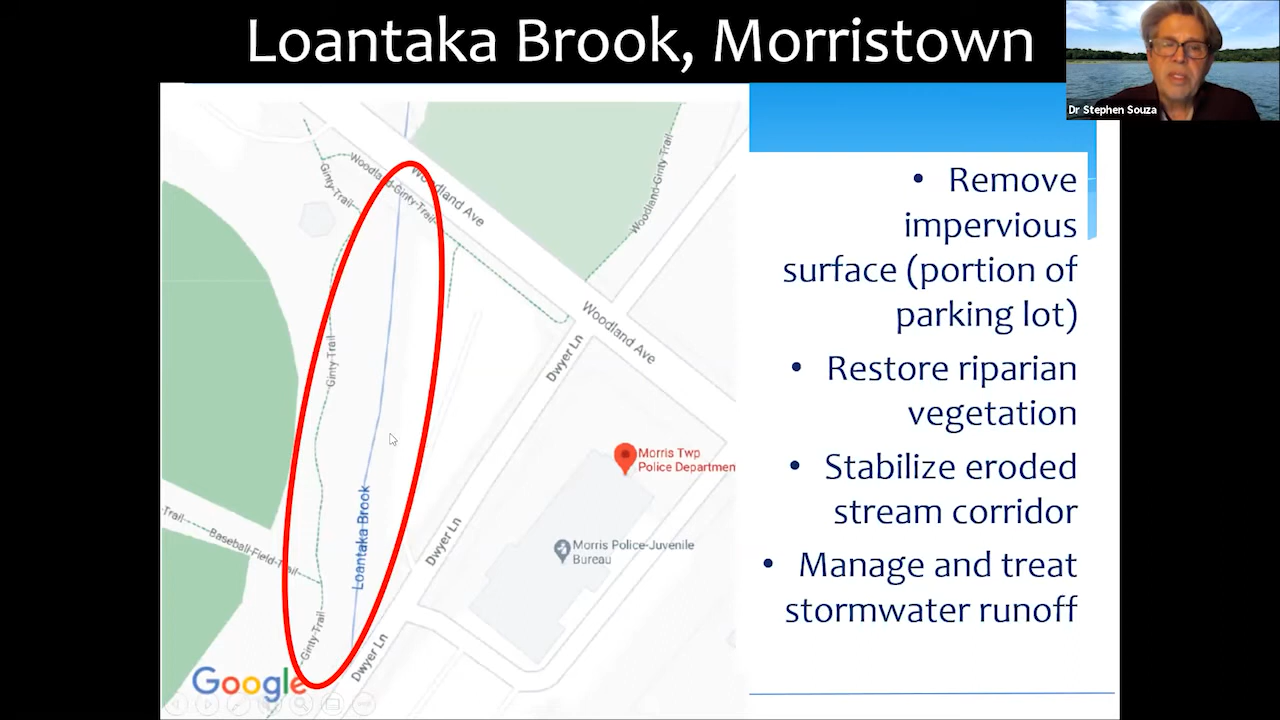 Loantaka Brook, Morristown
Dr Stephen Souza
• Remove
impervious
surface (portion of
parking lot)
• Restore riparian
vegetation
• Stabilize eroded
stream corridor
• Manage and treat
stormwater runoff
Woodland-Ginty Trail
Ginty-Trail
Woodland Ave
Woodland-Ginty Trail
Woodland Ave
Dwyer Ln
Ginty Trail
Morris Twp
Police Departmen
Loantaka Brook
Trail
Baseball-Field-Trail
Dwyer Ln
Morris Police-Juvenile
Bureau
Ginty-Trail
Dwyer Ln
Google